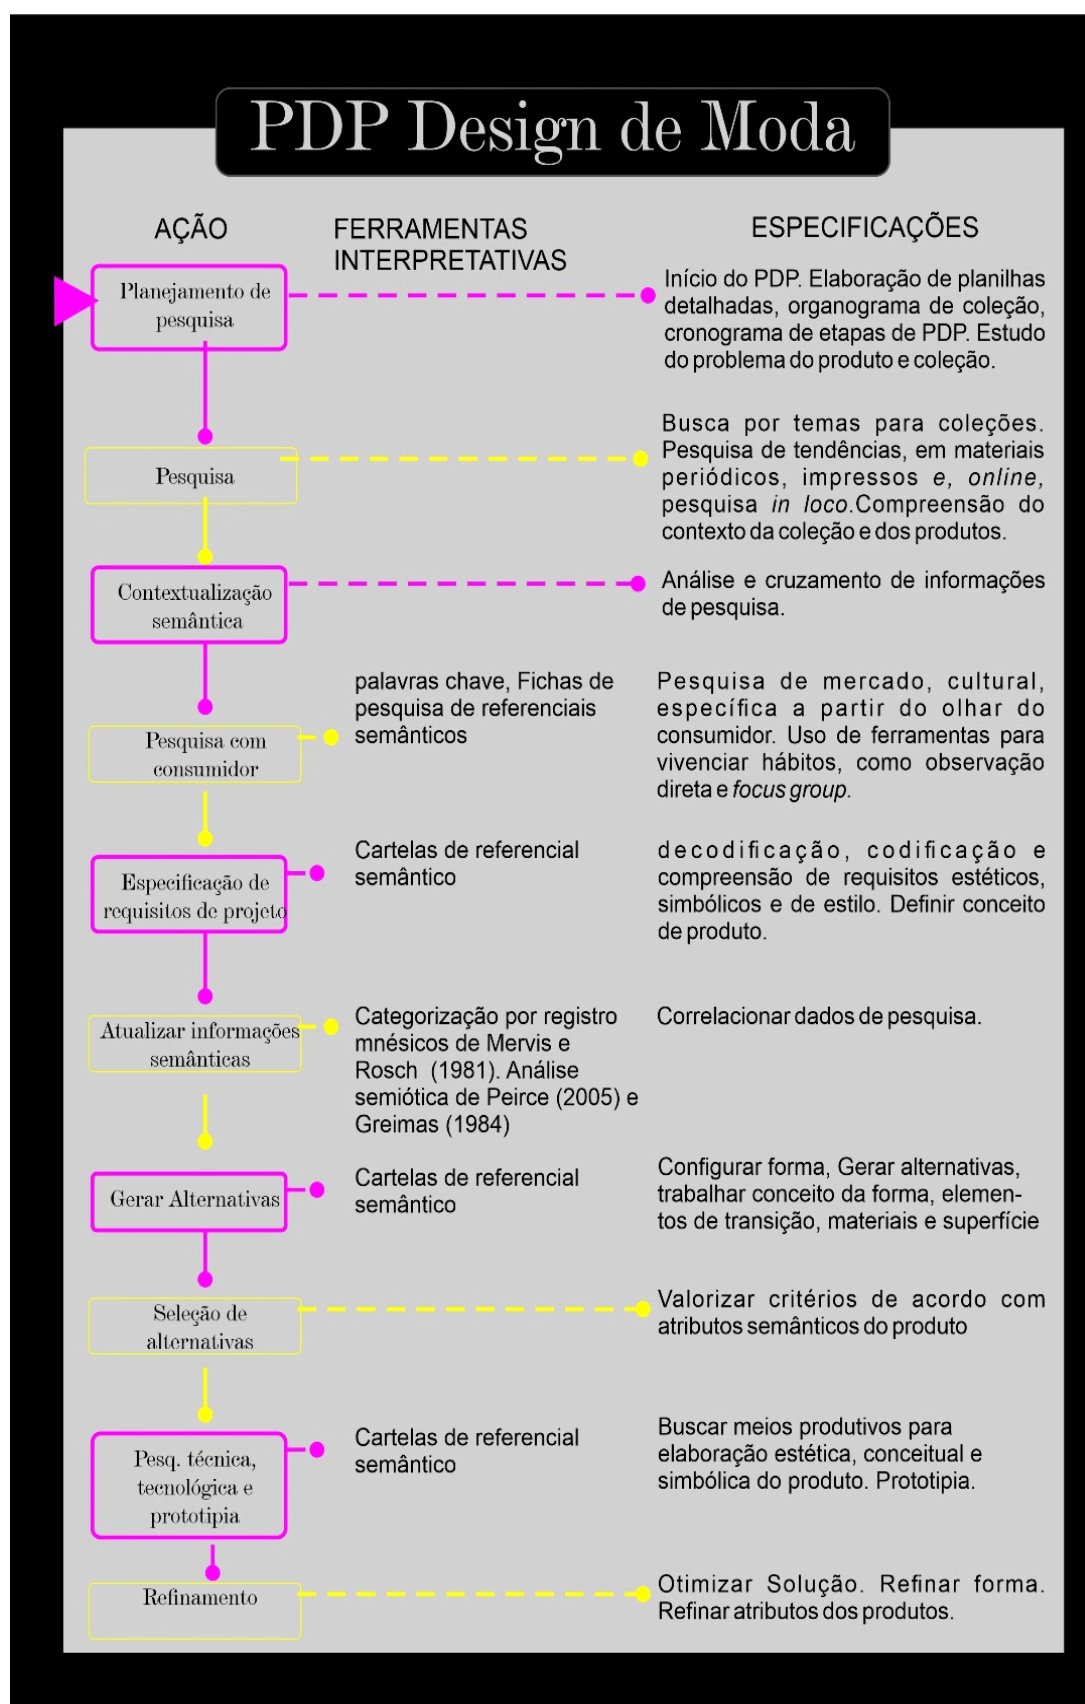 PDP Design de Moda
AÇÃO
FERRAMENTAS
INTERPRETATIVAS
ESPECIFICAÇÕES
Planejamento de
pesquisa
Início do PDP. Elaboração de planilhas
detalhadas, organograma de coleção,
cronograma de etapas de PDP. Estudo
do problema do produto e coleção.
Pesquisa
Busca por temas para coleções.
Pesquisa de tendências, em materiais
periódicos, impressos e, online,
pesquisa in loco.Compreensão do
contexto da coleção e dos produtos.
Contextualização
semântica
Análise e cruzamento de informações
de pesquisa.
Pesquisa com
consumidor
palavras chave, Fichas de
pesquisa de referenciais
semânticos
Pesquisa de mercado, cultural,
específica a partir do olhar do
consumidor. Uso de ferramentas para
vivenciar hábitos, como observação
direta e focus group.
Especificação de
requisitos de projeto
Cartelas de referencial
semântico
decodificação, codificação e
compreensão de requisitos estéticos,
simbólicos e de estilo. Definir conceito
de produto.
Atualizar informações
semânticas
Categorização por registro
mnésicos de Mervis e
Rosch (1981). Análise
semiótica de Peirce (2005) e
Greimas (1984)
Correlacionar dados de pesquisa.
Gerar Alternativas
Cartelas de referencial
semântico
Configurar forma, Gerar alternativas,
trabalhar conceito da forma, elemen-
tos de transição, materiais e superfície
Seleção de
alternativas
Valorizar critérios de acordo com
atributos semânticos do produto
Pesq. técnica,
tecnológica e
prototipia
Cartelas de referencial
semântico
Buscar meios produtivos para
elaboração estética, conceitual e
simbólica do produto. Prototipia.
Refinamento
Otimizar Solução. Refinar forma.
Refinar atributos dos produtos.